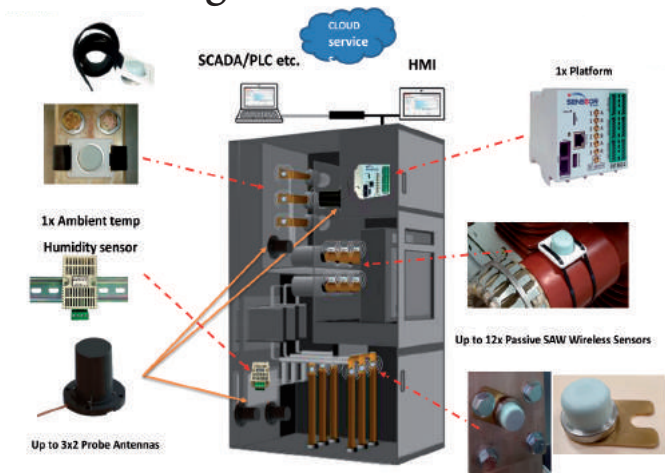 CLOUD
service
s
SCADA/PLC etc.
HMI
1x Platform
SENSeOR
1x Ambient temp
Humidity sensor
Up to 12x Passive SAW Wireless Sensors
Up to 3x2 Probe Antennas